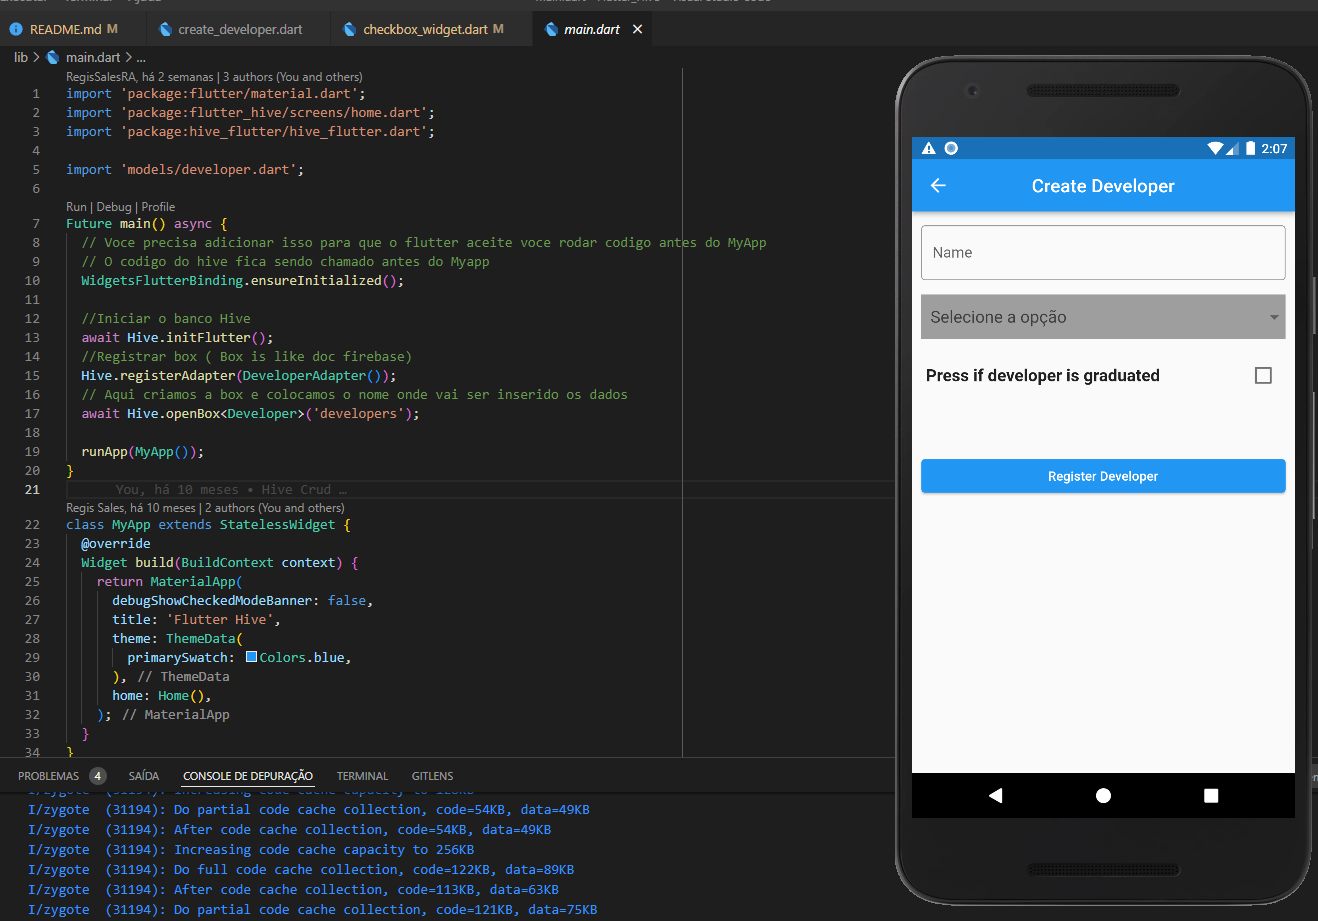 README.md M
create_developer.dart
checkbox_widget.dart M
main.dart
lib > main.dart > ...
RegisSalesRA, há 2 semanas | 3 authors (You and others)
1 import 'package:flutter/material.dart';
2 import 'package:flutter_hive/screens/home.dart';
3 import 'package:hive_flutter/hive_flutter.dart';
4
5 import 'models/developer.dart';
6
Run | Debug | Profile
7 Future main() async {
8 // Voce precisa adicionar isso para que o flutter aceite voce rodar codigo antes do MyApp
9 // O codigo do hive fica sendo chamado antes do Myapp
10 WidgetsFlutterBinding.ensureInitialized();
11
12 //Iniciar o banco Hive
13 await Hive.initFlutter();
14 //Registrar box ( Box is like doc firebase)
15 Hive.registerAdapter(DeveloperAdapter());
16 // Aqui criamos a box e colocamos o nome onde vai ser inserido os dados
17 await Hive.openBox<Developer>('developers');
18
19 runApp(MyApp());
20 }
21 You, há 10 meses • Hive Crud …
Regis Sales, há 10 meses | 2 authors (You and others)
22 class MyApp extends StatelessWidget {
23 @override
24 Widget build(BuildContext context) {
25 return MaterialApp(
26 debugShowCheckedModeBanner: false,
27 title: 'Flutter Hive',
28 theme: ThemeData(
29 primarySwatch: Colors.blue,
30 ), // ThemeData
31 home: Home(),
32 ); // MaterialApp
33 }
34 }
PROBLEMAS 4
SAÍDA
CONSOLE DE DEPURAÇÃO
TERMINAL
GITLENS
I/zygote (31194): Increasing code cache capacity to 128KB
I/zygote (31194): Do partial code cache collection, code=54KB, data=49KB
I/zygote (31194): After code cache collection, code=54KB, data=49KB
I/zygote (31194): Increasing code cache capacity to 256KB
I/zygote (31194): Do full code cache collection, code=122KB, data=89KB
I/zygote (31194): After code cache collection, code=113KB, data=63KB
I/zygote (31194): Do partial code cache collection, code=121KB, data=75KB
2:07
Create Developer
Name
Selecione a opção
Press if developer is graduated
Register Developer